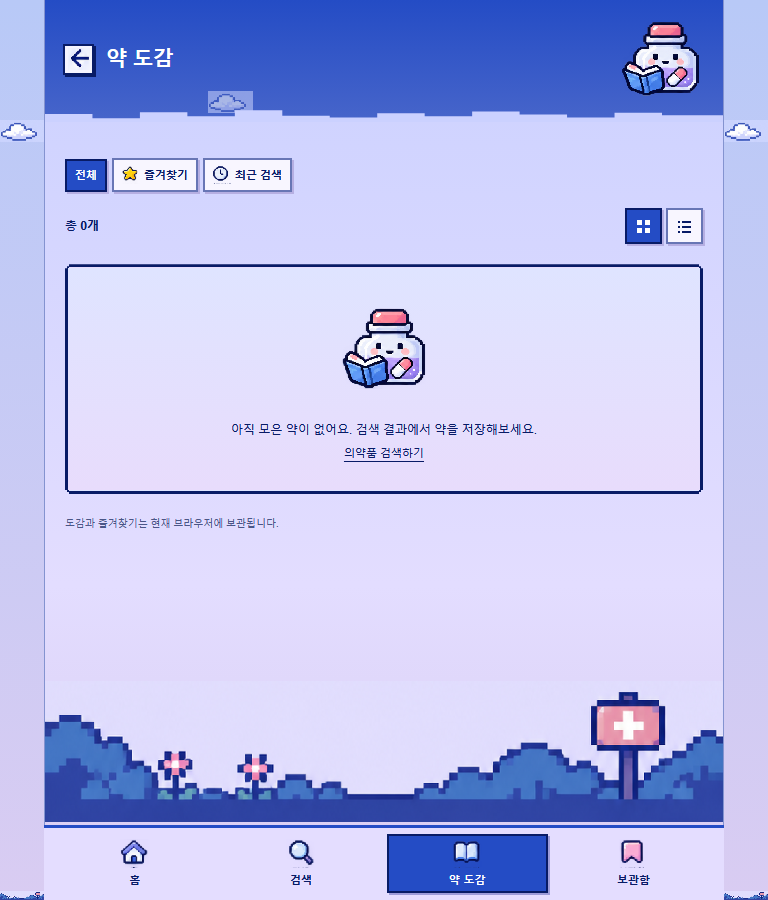 약 도감
전체
즐겨찾기
최근 검색
총 0개
아직 모은 약이 없어요. 검색 결과에서 약을 저장해보세요.
의약품 검색하기
도감과 즐겨찾기는 현재 브라우저에 보관됩니다.
홈
검색
약 도감
보관함